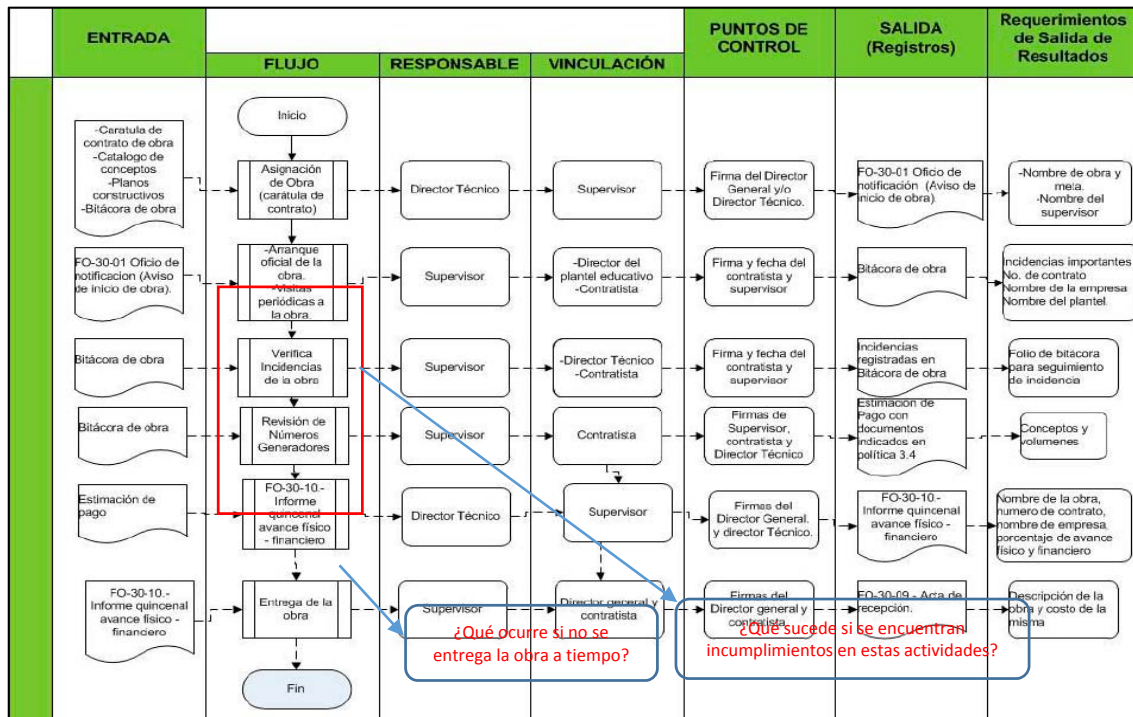 ENTRADA
FLUJO
RESPONSABLE
VINCULACIÓN
PUNTOS DE
CONTROL
SALIDA
(Registros)
Requerimientos
de Salida de
Resultados
Inicio
-Caratula de
contrato de obra
-Catalogo de
conceptos
-Planos
constructivos
-Bitácora de obra
Asignación
de Obra
(carátula de
contrato)
Director Técnico
Supervisor
Firma del Director
General y/o
Director Técnico.
FO-30-01 Oficio de
notificación (Aviso de
inicio de obra).
-Nombre de obra y
meta.
-Nombre del
supervisor
FO-30-01 Oficio de
notificacion (Aviso
de inicio de obra).
-Arranque
oficial de la
obra.
-Visitas
periódicas a
la obra.
Supervisor
-Director del
plantel educativo
-Contratista
Firma y fecha del
contratista y
supervisor
Bitácora de obra
Incidencias importantes
No. de contrato
Nombre de la empresa
Nombre del plantel.
Bitácora de obra
Verifica
Incidencias
de la obra
Supervisor
-Director Técnico
-Contratista
Firma y fecha del
contratista y
supervisor
Incidencias
registradas en
Bitácora de obra
Folio de bitácora
para seguimiento
de incidencia
Bitácora de obra
Revisión de
Números
Generadores
Supervisor
Contratista
Firmas de
Supervisor,
contratista y
Director Técnico
Estimación de
Pago con
documentos
indicados en
política 3.4
Conceptos y
volumenes
Estimación de
pago
FO-30-10.-
Informe
quincenal
avance físico
- financiero
Director Técnico
Supervisor
Firmas del
Director General.
y director Técnico.
FO-30-10.-
Informe quincenal
avance físico -
financiero
Nombre de la obra,
numero de contrato,
nombre de empresa,
porcentaje de avance
físico y financiero
FO-30-10.-
Informe quincenal
avance físico -
financiero
Entrega de la
obra
Supervisor
Director general y
contratista
Firmas del
Director general y
contratista
FO-30-09 - Acta de
recepción.
Descripción de la
obra y costo de la
misma
¿Qué ocurre si no se
entrega la obra a tiempo?
¿Qué sucede si se encuentran
incumplimientos en estas actividades?
Fin